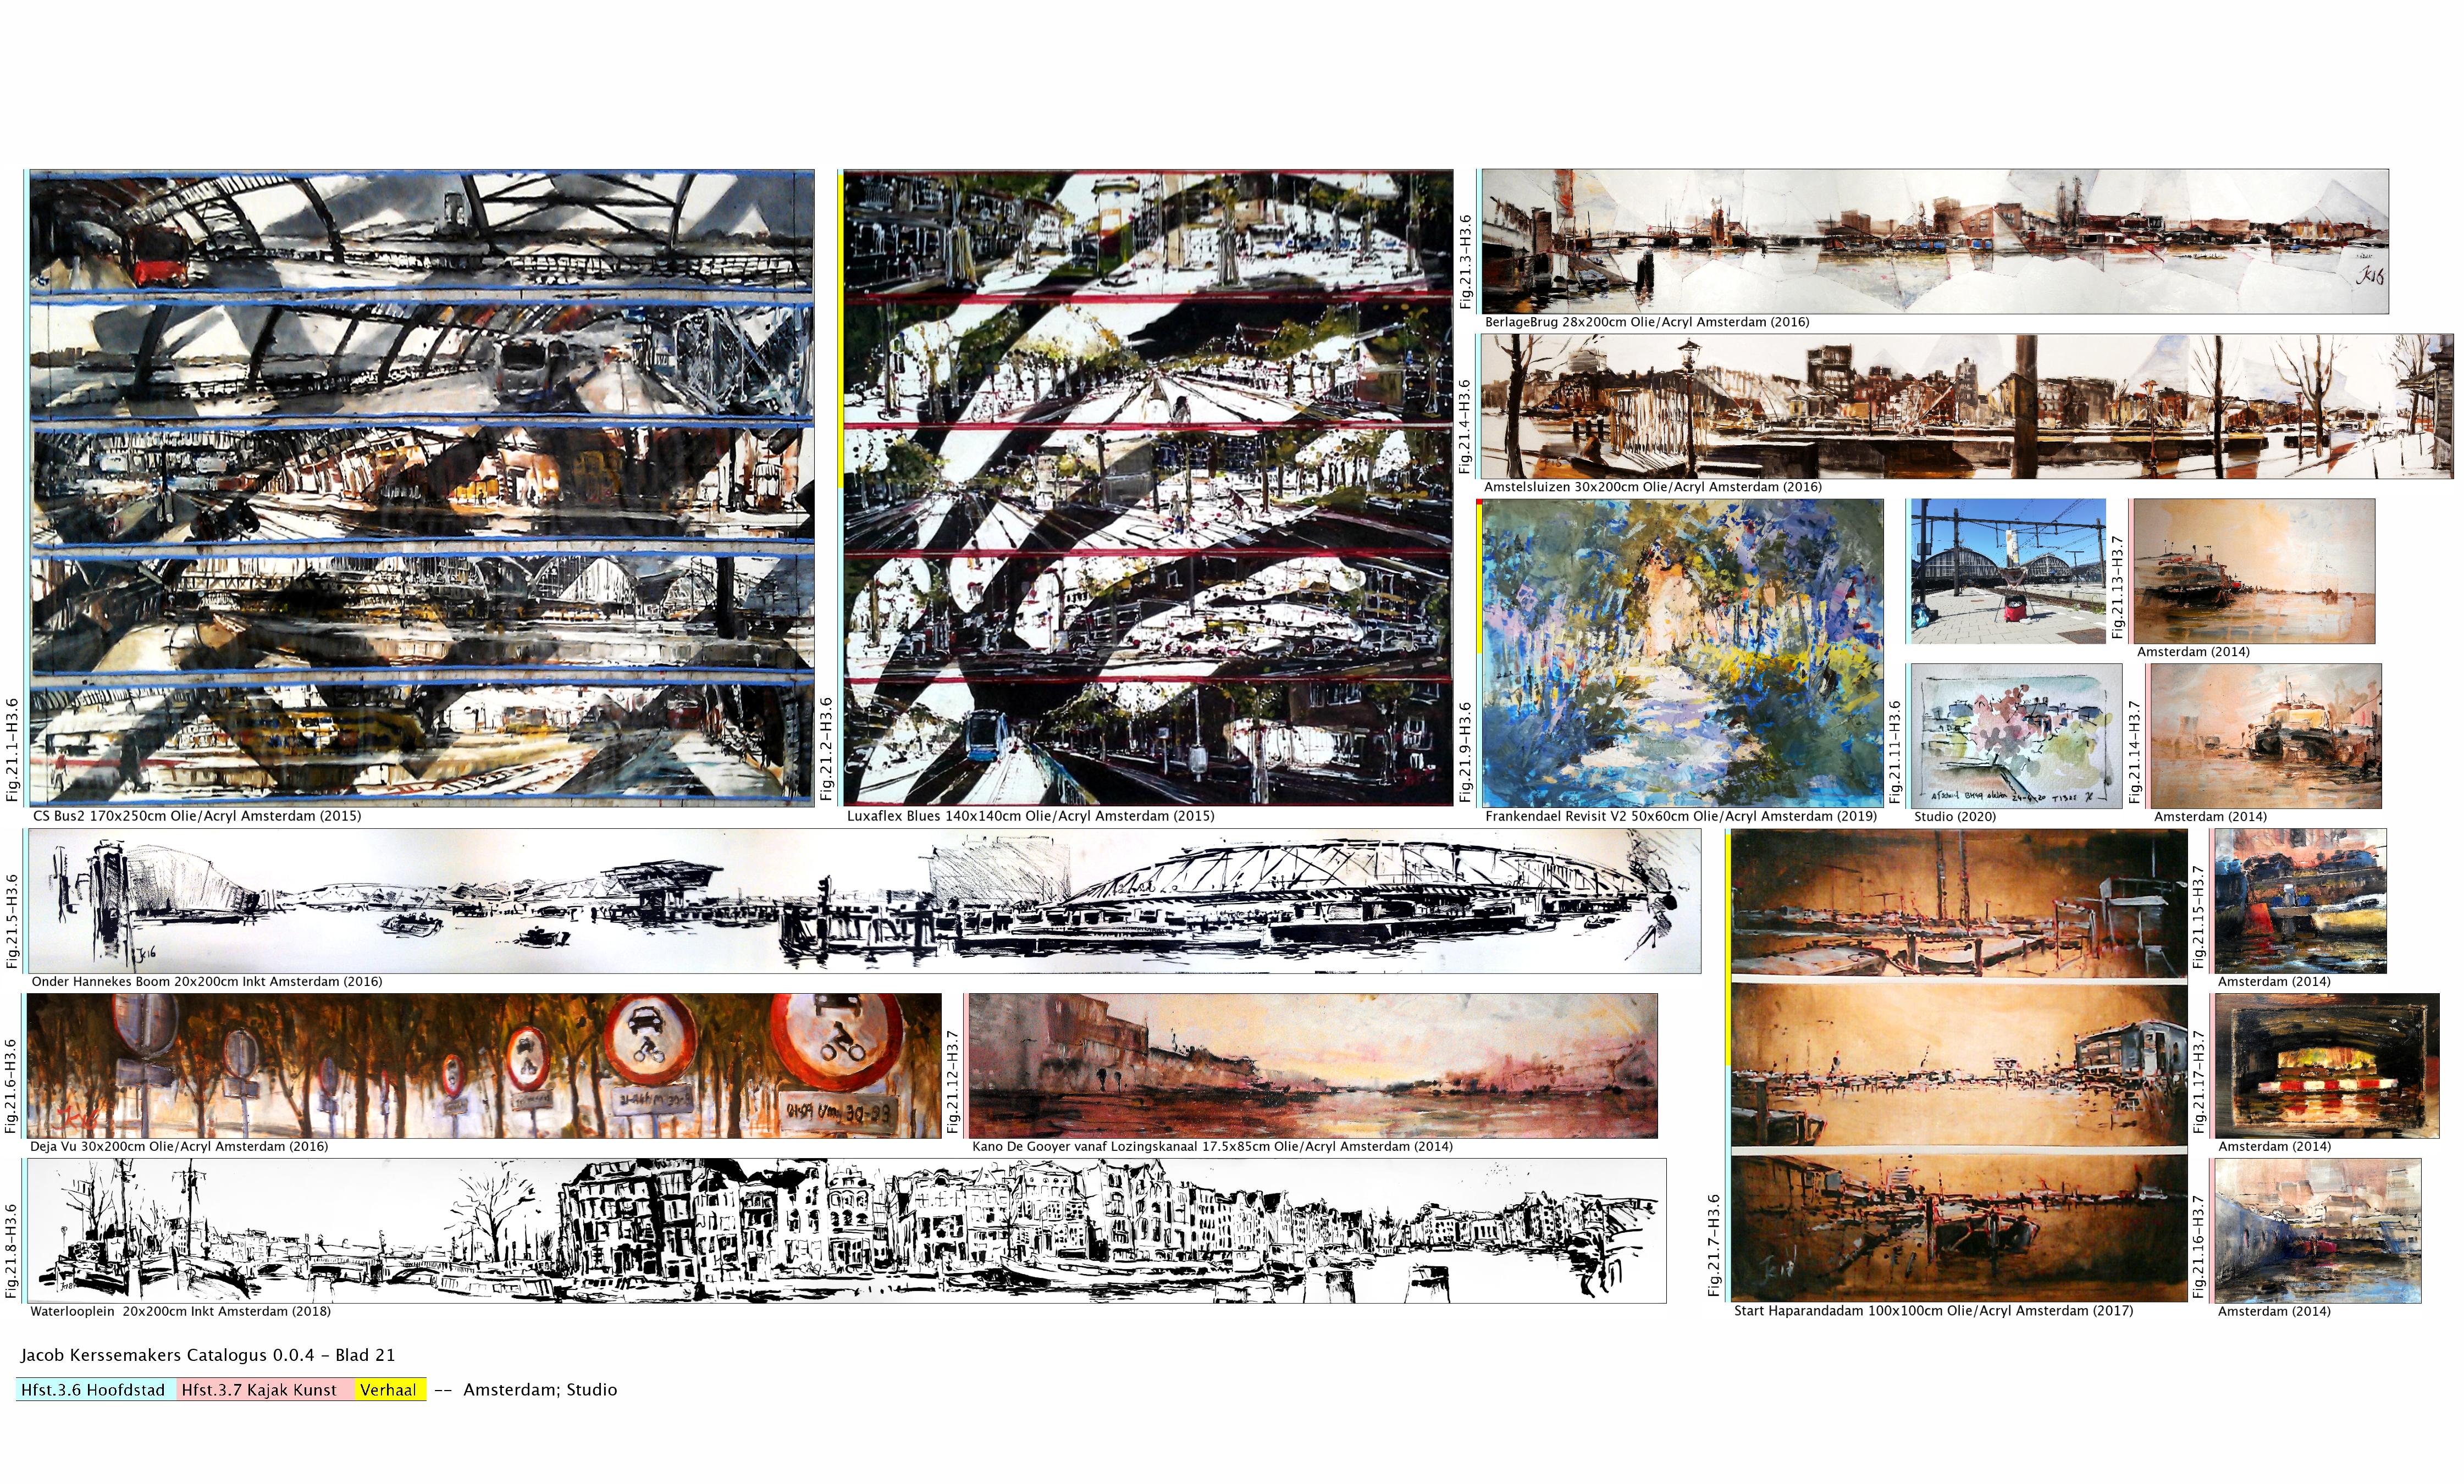 Fig.21.1-H3.6
CS Bus2 170x250cm Olie/Acryl Amsterdam (2015)
Fig.21.2-H3.6
Luxaflex Blues 140x140cm Olie/Acryl Amsterdam (2015)
Fig.21.3-H3.6
Jk16
BerlageBrug 28x200cm Olie/Acryl Amsterdam (2016)
Fig.21.4-H3.6
Amstelsluizen 30x200cm Olie/Acryl Amsterdam (2016)
Fig.21.9-H3.6
Frankendael Revisit V2 50x60cm Olie/Acryl Amsterdam (2019)
Fig.21.13-H3.7
Amsterdam (2014)
Fig.21.11-H3.6
24-6-20
Studio (2020)
Fig.21.14-H3.7
Amsterdam (2014)
Fig.21.5-H3.6
Jk16
Onder Hannekes Boom 20x200cm Inkt Amsterdam (2016)
Fig.21.6-H3.6
Jk16
Deja Vu 30x200cm Olie/Acryl Amsterdam (2016)
Fig.21.12-H3.7
Kano De Gooyer vanaf Lozingskanaal 17.5x85cm Olie/Acryl Amsterdam (2014)
Fig.21.8-H3.6
Waterlooplein 20x200cm Inkt Amsterdam (2018)
Fig.21.7-H3.6
Start Haparandadam 100x100cm Olie/Acryl Amsterdam (2017)
Fig.21.15-H3.7
Amsterdam (2014)
Fig.21.17-H3.7
Amsterdam (2014)
Fig.21.16-H3.7
Amsterdam (2014)
Jacob Kerssemakers Catalogus 0.0.4 - Blad 21
Hfst.3.6 Hoofdstad Hfst.3.7 Kajak Kunst Verhaal -- Amsterdam; Studio